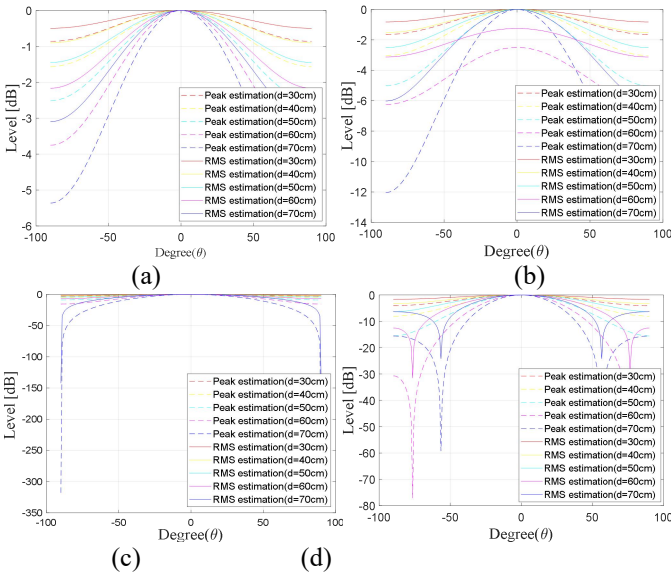 0
-1
-2
-3
-4
-5
-6
Level [dB]
-100
-50
0
50
100
Degree(θ)
Peak estimation(d=30cm)
Peak estimation(d=40cm)
Peak estimation(d=50cm)
Peak estimation(d=60cm)
Peak estimation(d=70cm)
RMS estimation(d=30cm)
RMS estimation(d=40cm)
RMS estimation(d=50cm)
RMS estimation(d=60cm)
RMS estimation(d=70cm)
(a)
0
-2
-4
-6
-8
-10
-12
-14
Level [dB]
-100
-50
0
50
100
Degree(θ)
Peak estimation(d=30cm)
Peak estimation(d=40cm)
Peak estimation(d=50cm)
Peak estimation(d=60cm)
Peak estimation(d=70cm)
RMS estimation(d=30cm)
RMS estimation(d=40cm)
RMS estimation(d=50cm)
RMS estimation(d=60cm)
RMS estimation(d=70cm)
(b)
0
-50
-100
-150
-200
-250
-300
-350
Level [dB]
-100
-50
0
50
100
Degree(θ)
Peak estimation(d=30cm)
Peak estimation(d=40cm)
Peak estimation(d=50cm)
Peak estimation(d=60cm)
Peak estimation(d=70cm)
RMS estimation(d=30cm)
RMS estimation(d=40cm)
RMS estimation(d=50cm)
RMS estimation(d=60cm)
RMS estimation(d=70cm)
(c)
0
-10
-20
-30
-40
-50
-60
-70
-80
Level [dB]
-100
-50
0
50
100
Degree(θ)
Peak estimation(d=30cm)
Peak estimation(d=40cm)
Peak estimation(d=50cm)
Peak estimation(d=60cm)
Peak estimation(d=70cm)
RMS estimation(d=30cm)
RMS estimation(d=40cm)
RMS estimation(d=50cm)
RMS estimation(d=60cm)
RMS estimation(d=70cm)
(d)